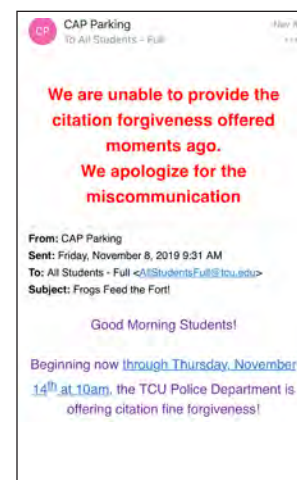 CP
CAP Parking
To All Students - Full
We are unable to provide the
citation forgiveness offered
moments ago.
We apologize for the
miscommunication
From: CAP Parking
Sent: Friday, November 8, 2019 9:31 AM
To: All Students - Full <AllStudentsFull@tcu.edu>
Subject: Frogs Feed the Fort!
Good Morning Students!
Beginning now through Thursday, November
14th at 10am, the TCU Police Department is
offering citation fine forgiveness!